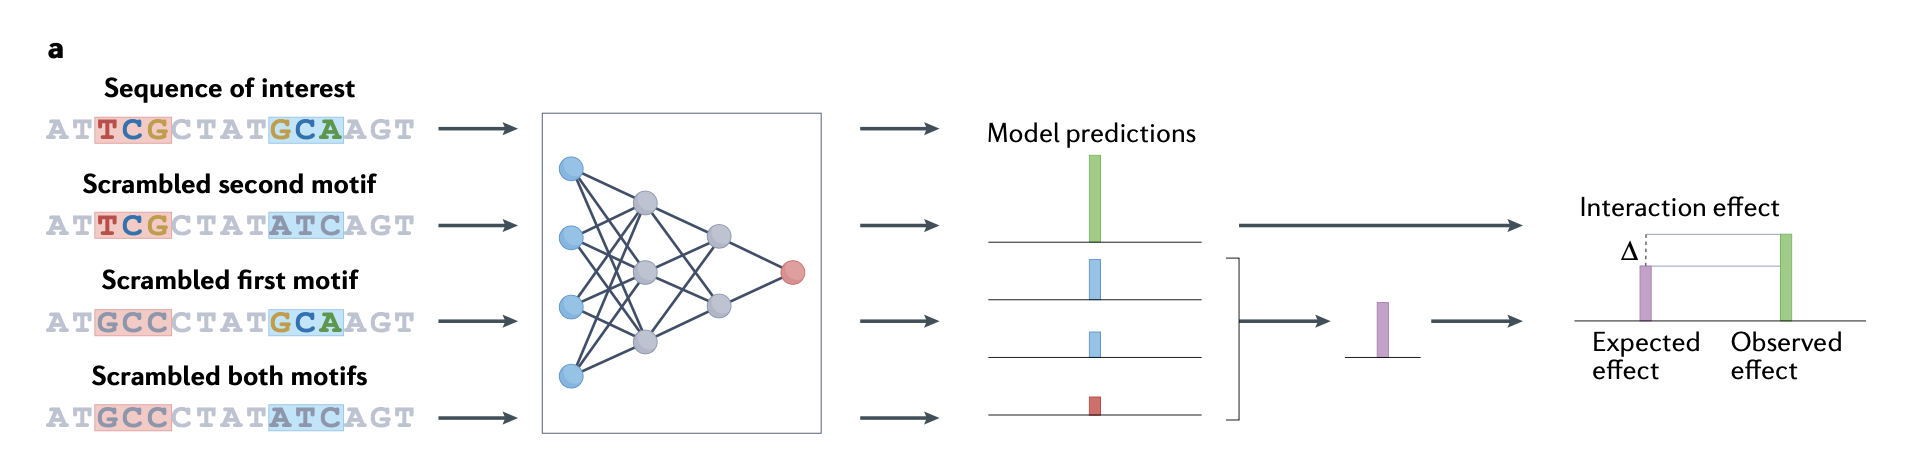 a
Sequence of interest
ATTCGCTATGCAAGT
Scrambled second motif
ATTCGCTATATCAGT
Scrambled first motif
ATGCCCTATGCAAGT
Scrambled both motifs
ATGCCCTATATCAGT
Model predictions
Interaction effect
Δ
Expected effect
Observed effect